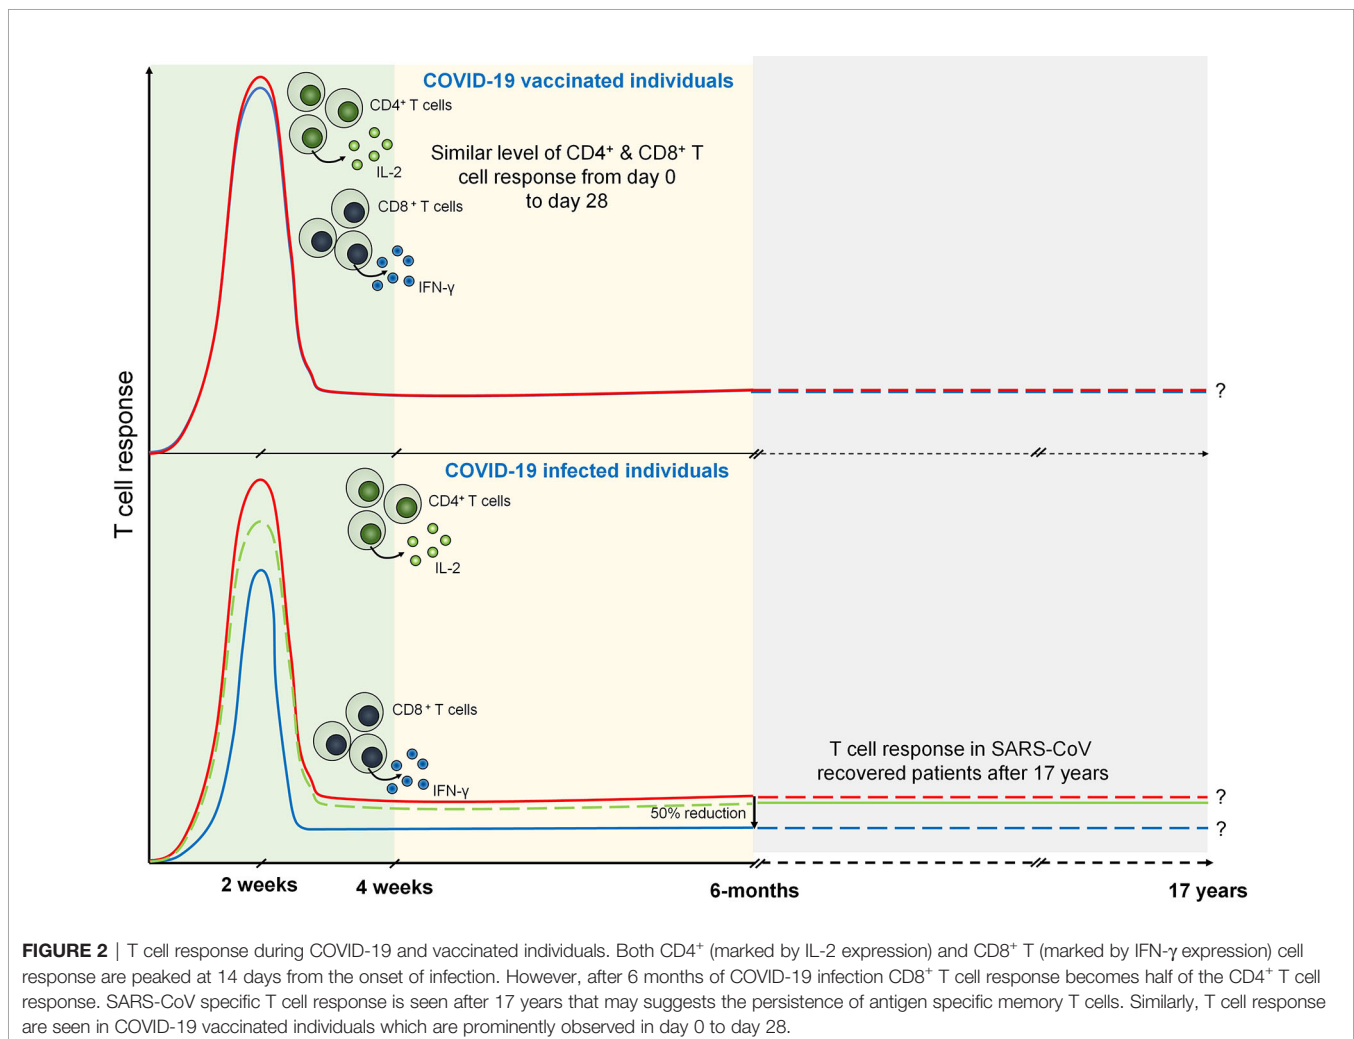 COVID-19 vaccinated individuals
CD4⁺ T cells
IL-2
Similar level of CD4⁺ & CD8⁺ T
cell response from day 0
to day 28
CD8⁺ T cells
IFN-γ
?
T cell response
COVID-19 infected individuals
CD4⁺ T cells
IL-2
CD8⁺ T cells
IFN-γ
T cell response in SARS-CoV
recovered patients after 17 years
50% reduction
?
?
2 weeks
4 weeks
6-months
17 years
FIGURE 2 | T cell response during COVID-19 and vaccinated individuals. Both CD4⁺ (marked by IL-2 expression) and CD8⁺ T (marked by IFN-γ expression) cell
response are peaked at 14 days from the onset of infection. However, after 6 months of COVID-19 infection CD8⁺ T cell response becomes half of the CD4⁺ T cell
response. SARS-CoV specific T cell response is seen after 17 years that may suggests the persistence of antigen specific memory T cells. Similarly, T cell response
are seen in COVID-19 vaccinated individuals which are prominently observed in day 0 to day 28.